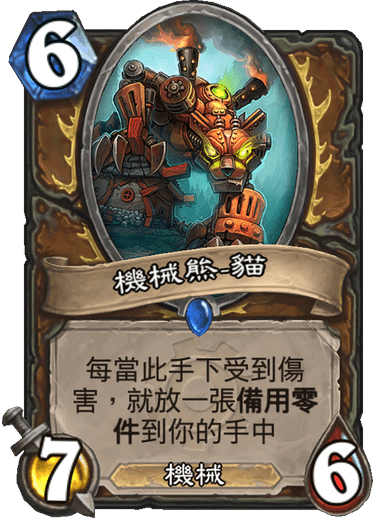 6
機械熊-貓
每當此手下受到傷
害，就放一張備用零
件到你的手中
7
機械
6